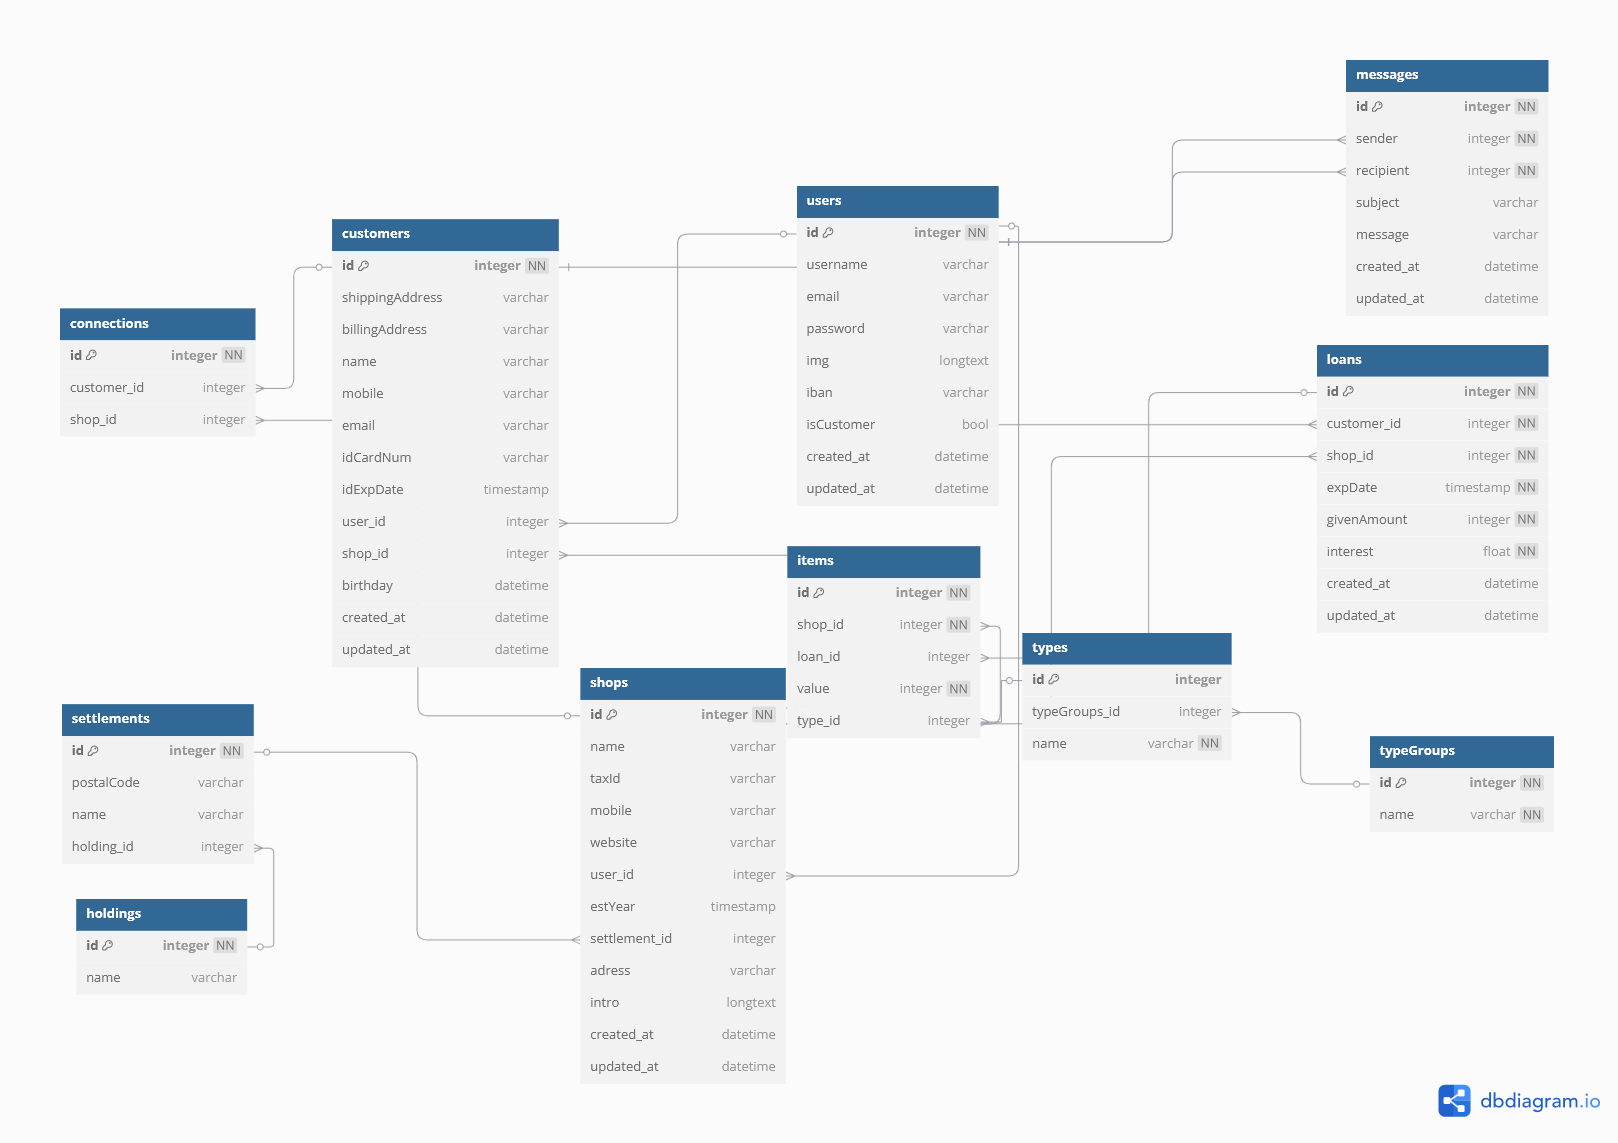 messages
id integer NN
sender integer NN
recipient integer NN
subject varchar
message varchar
created_at datetime
updated_at datetime
users
id integer NN
username varchar
email varchar
password varchar
img longtext
iban varchar
isCustomer bool
created_at datetime
updated_at datetime
customers
id integer NN
shippingAddress varchar
billingAddress varchar
name varchar
mobile varchar
email varchar
idCardNum varchar
idExpDate timestamp
user_id integer
shop_id integer
birthday datetime
created_at datetime
updated_at datetime
connections
id integer NN
customer_id integer
shop_id integer
loans
id integer NN
customer_id integer NN
shop_id integer NN
expDate timestamp NN
givenAmount integer NN
interest float NN
created_at datetime
updated_at datetime
items
id integer NN
shop_id integer NN
loan_id integer
value integer NN
type_id integer
types
id integer
typeGroups_id integer
name varchar NN
shops
id integer NN
name varchar
taxId varchar
mobile varchar
website varchar
user_id integer
estYear timestamp
settlement_id integer
adress varchar
intro longtext
created_at datetime
updated_at datetime
settlements
id integer NN
postalCode varchar
name varchar
holding_id integer
typeGroups
id integer NN
name varchar NN
holdings
id integer NN
name varchar
dbdiagram.io